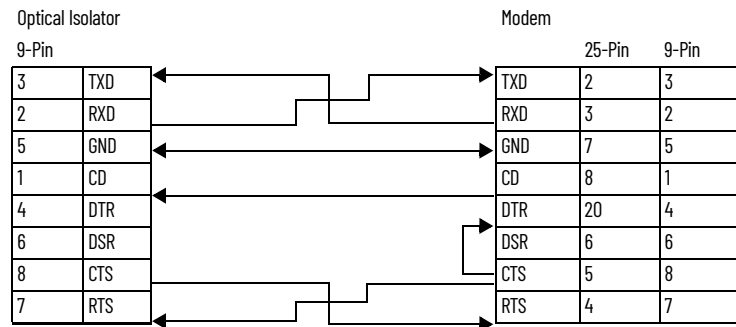 Optical Isolator Modem
9-Pin 25-Pin 9-Pin
3 TXD TXD 2 3
2 RXD RXD 3 2
5 GND GND 7 5
1 CD CD 8 1
4 DTR DTR 20 4
6 DSR DSR 6 6
8 CTS CTS 5 8
7 RTS RTS 4 7